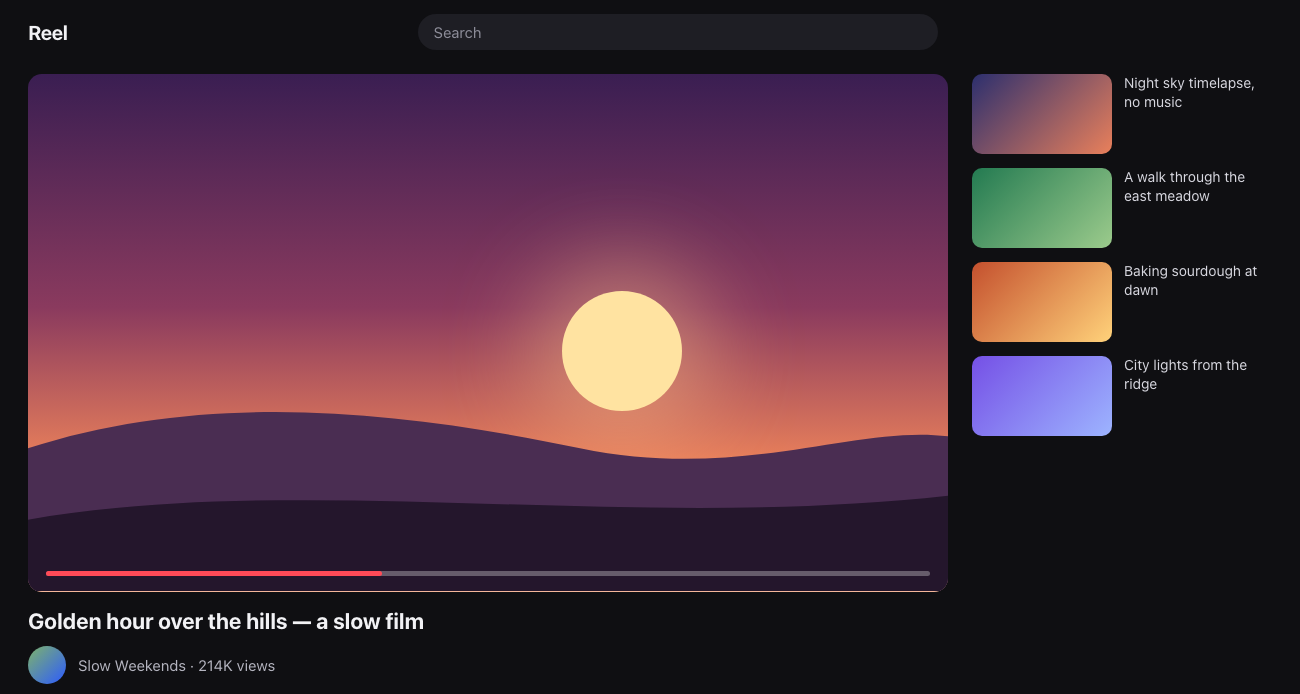 Reel
Search
Night sky timelapse,
no music
A walk through the
east meadow
Baking sourdough at
dawn
City lights from the
ridge
Golden hour over the hills — a slow film
Slow Weekends · 214K views